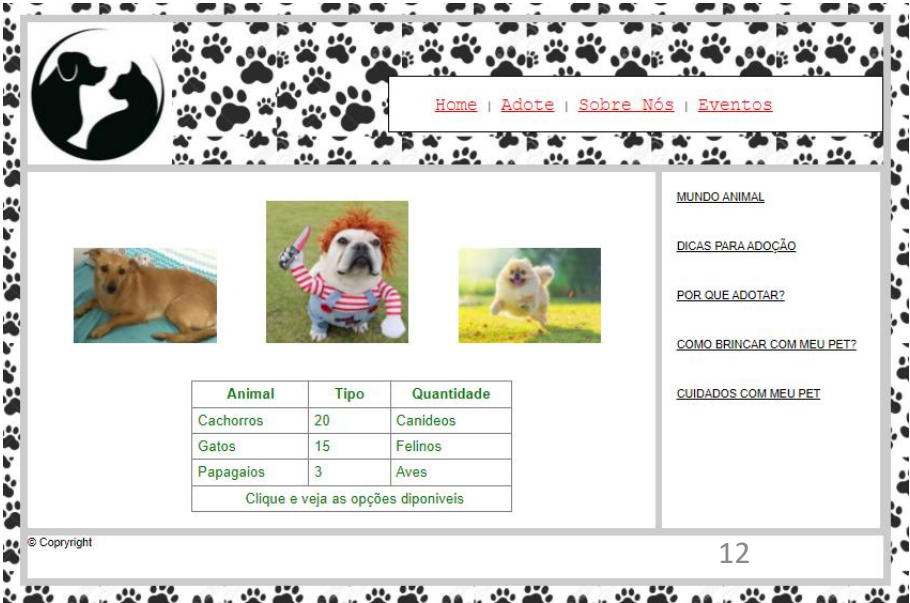 Home | Adote | Sobre Nós | Eventos
MUNDO ANIMAL
DICAS PARA ADOÇÃO
POR QUE ADOTAR?
COMO BRINCAR COM MEU PET?
CUIDADOS COM MEU PET
Animal Tipo Quantidade
Cachorros 20 Canideos
Gatos 15 Felinos
Papagaios 3 Aves
Clique e veja as opções diponiveis
© Copryright
12